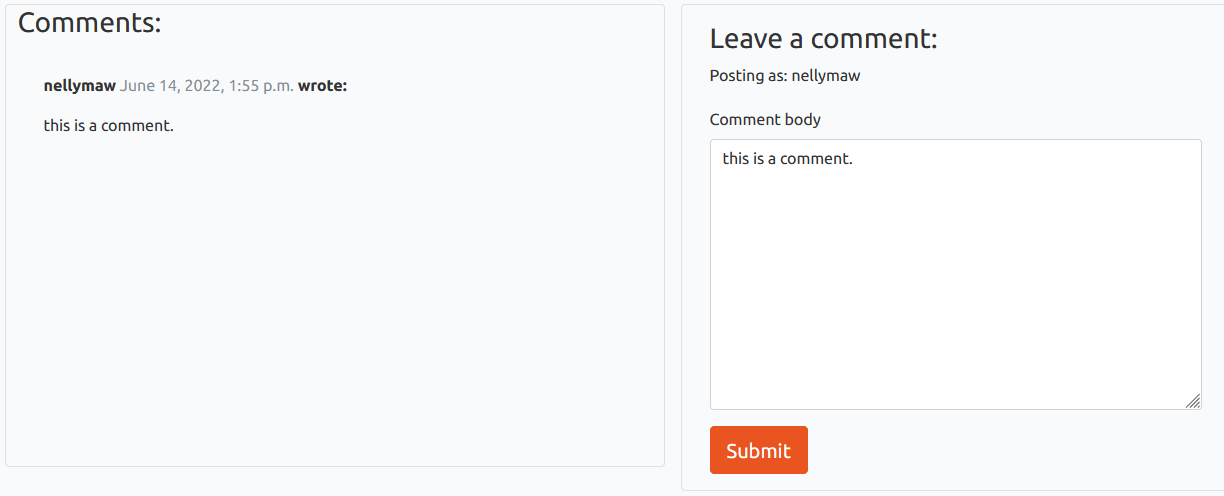 Comments:
nellymaw June 14, 2022, 1:55 p.m. wrote:
this is a comment.
Leave a comment:
Posting as: nellymaw
Comment body
this is a comment.
Submit